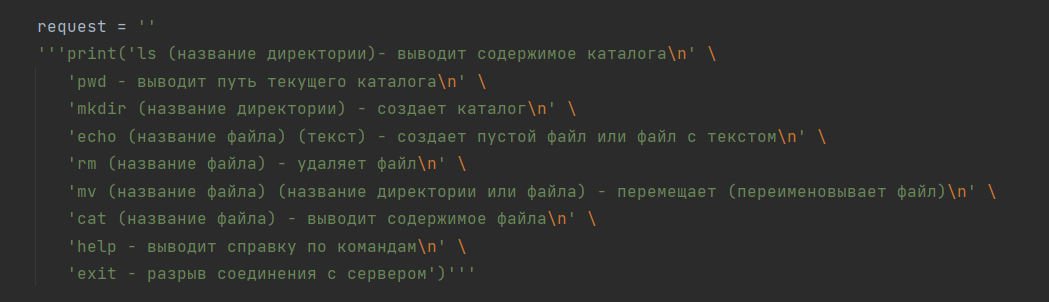 request = ''
'''print('ls (название директории)- выводит содержимое каталога\n' \
'pwd - выводит путь текущего каталога\n' \
'mkdir (название директории) - создает каталог\n' \
'echo (название файла) (текст) - создает пустой файл или файл с текстом\n' \
'rm (название файла) - удаляет файл\n' \
'mv (название файла) (название директории или файла) - перемещает (переименовывает файл)\n' \
'cat (название файла) - выводит содержимое файла\n' \
'help - выводит справку по командам\n' \
'exit - разрыв соединения с сервером')'''